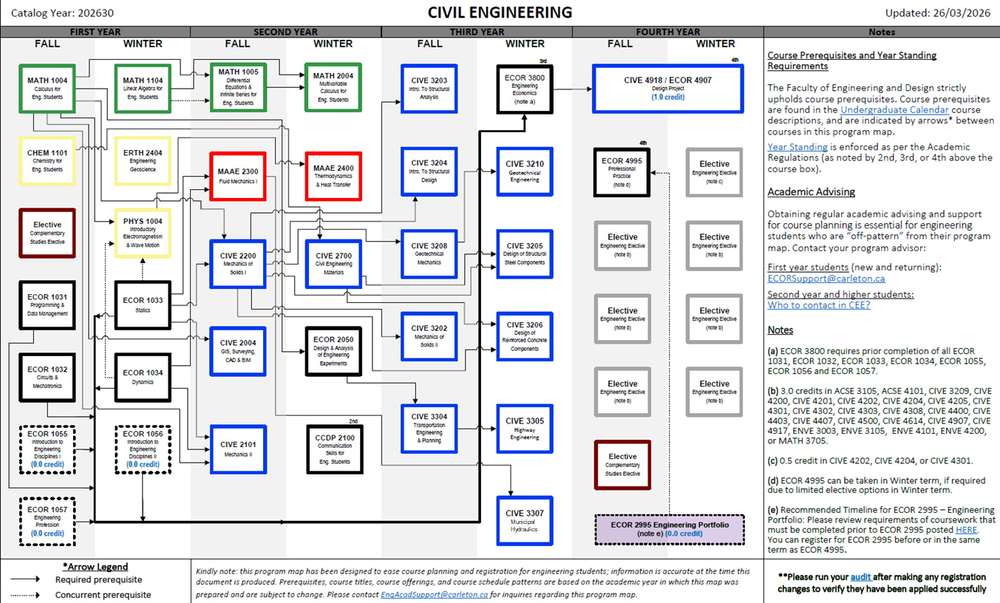 Catalog Year: 202630
CIVIL ENGINEERING
Updated: 26/03/2026
FIRST YEAR
SECOND YEAR
THIRD YEAR
FOURTH YEAR
Notes
FALL
WINTER
FALL
WINTER
FALL
WINTER
FALL
WINTER
MATH 1004
Calculus for
Eng. Students
CHEM 1101
Chemistry for
Eng. Students
Elective
Complementary
Studies Elective
ECOR 1031
Programming &
Data Management
ECOR 1032
Circuits &
Mechatronics
ECOR 1055
Introduction to
Engineering
Disciplines I
(0.0 credit)
ECOR 1057
Engineering
Profession
(0.0 credit)
MATH 1104
Linear Algebra for
Eng. Students
ERTH 2404
Engineering
Geoscience
PHYS 1004
Introductory
Electromagnetism
& Wave Motion
ECOR 1033
Statics
ECOR 1034
Dynamics
ECOR 1056
Introduction to
Engineering
Disciplines II
(0.0 credit)
MATH 1005
Differential
Equations &
Infinite Series for
Eng. Students
MAAE 2300
Fluid Mechanics I
CIVE 2200
Mechanics of
Solids I
CIVE 2004
GIS, Surveying,
CAD & BIM
CIVE 2101
Mechanics II
MATH 2004
Multivariable
Calculus for
Eng. Students
MAAE 2400
Thermodynamics
& Heat Transfer
CIVE 2700
Civil Engineering
Materials
ECOR 2050
Design & Analysis
of Engineering
Experiments
2nd
CCDP 2100
Communication
Skills for
Eng. Students
CIVE 3203
Intro. To Structural
Analysis
CIVE 3204
Intro. To Structural
Design
CIVE 3208
Geotechnical
Mechanics
CIVE 3202
Mechanics of
Solids II
CIVE 3304
Transportation
Engineering
& Planning
3rd
ECOR 3800
Engineering
Economics
(note a)
CIVE 3210
Geotechnical
Engineering
CIVE 3205
Design of Structural
Steel Components
CIVE 3206
Design of
Reinforced Concrete
Components
CIVE 3305
Highway
Engineering
CIVE 3307
Municipal
Hydraulics
4th
CIVE 4918 / ECOR 4907
Design Project
(1.0 credit)
4th
ECOR 4995
Professional
Practice
(note d)
Elective
Engineering Elective
(note b)
Elective
Engineering Elective
(note b)
Elective
Engineering Elective
(note b)
Elective
Complementary
Studies Elective
Elective
Engineering Elective
(note c)
Elective
Engineering Elective
(note b)
Elective
Engineering Elective
(note b)
Elective
Engineering Elective
(note b)
ECOR 2995 Engineering Portfolio
(note e) (0.0 credit)
Course Prerequisites and Year Standing
Requirements
The Faculty of Engineering and Design strictly
upholds course prerequisites. Course prerequisites
are found in the Undergraduate Calendar course
descriptions, and are indicated by arrows* between
courses in this program map.
Year Standing is enforced as per the Academic
Regulations (as noted by 2nd, 3rd, or 4th above the
course box).
Academic Advising
Obtaining regular academic advising and support
for course planning is essential for engineering
students who are “off-pattern” from their program
map. Contact your program advisor:
First year students (new and returning):
ECORSupport@carleton.ca
Second year and higher students:
Who to contact in CEE?
Notes
(a) ECOR 3800 requires prior completion of all ECOR
1031, ECOR 1032, ECOR 1033, ECOR 1034, ECOR 1055,
ECOR 1056 and ECOR 1057.
(b) 3.0 credits in ACSE 3105, ACSE 4101, CIVE 3209, CIVE
4200, CIVE 4201, CIVE 4202, CIVE 4204, CIVE 4205, CIVE
4301, CIVE 4302, CIVE 4303, CIVE 4308, CIVE 4400, CIVE
4403, CIVE 4407, CIVE 4500, CIVE 4614, CIVE 4907, CIVE
4917, ENVE 3003, ENVE 3105, ENVE 4101, ENVE 4200,
or MATH 3705.
(c) 0.5 credit in CIVE 4202, CIVE 4204, or CIVE 4301.
(d) ECOR 4995 can be taken in Winter term, if required
due to limited elective options in Winter term.
(e) Recommended Timeline for ECOR 2995 – Engineering
Portfolio: Please review requirements of coursework that
must be completed prior to ECOR 2995 posted HERE.
You can register for ECOR 2995 before or in the same
term as ECOR 4995.
*Arrow Legend
Required prerequisite
Concurrent prerequisite
Kindly note: this program map has been designed to ease course planning and registration for engineering students; information is accurate at the time this
document is produced. Prerequisites, course titles, course offerings, and course schedule patterns are based on the academic year in which this map was
prepared and are subject to change. Please contact EngAcadSupport@carleton.ca for inquiries regarding this program map.
**Please run your audit after making any registration
changes to verify they have been applied successfully